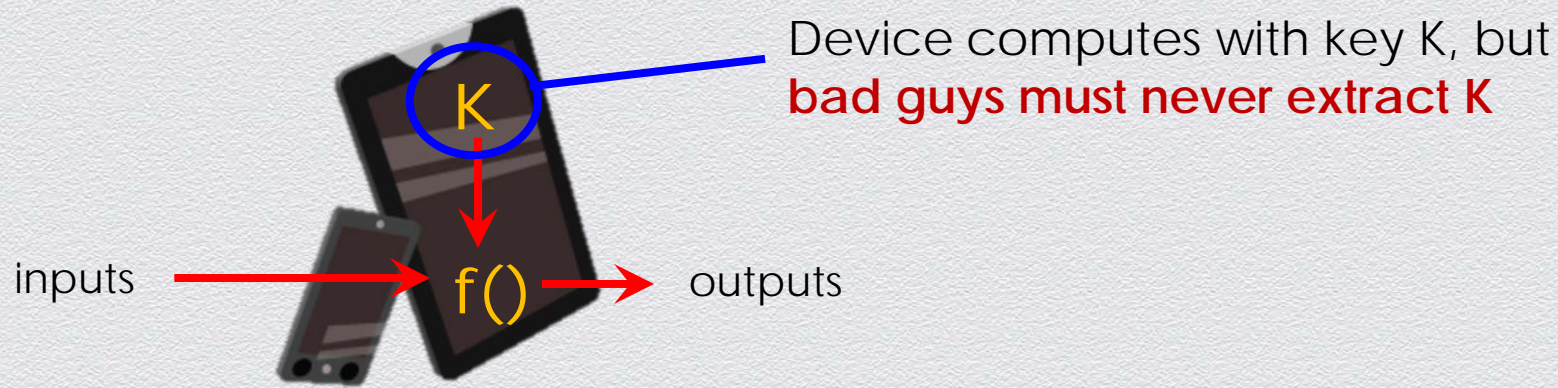 Device computes with key K, but
bad guys must never extract K
K
inputs
f()
outputs